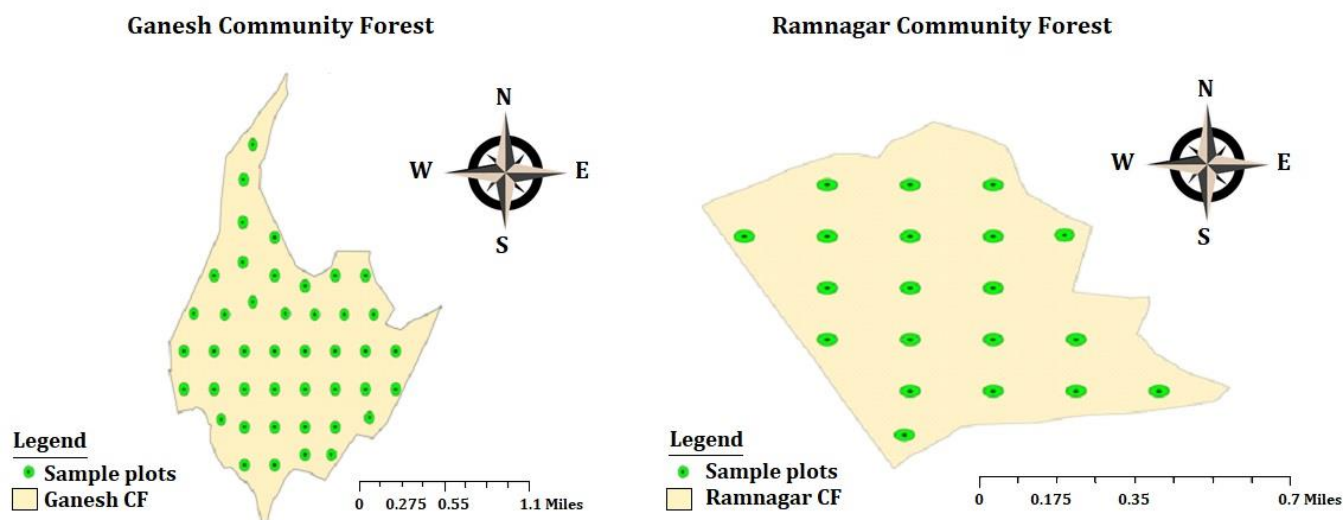 Ganesh Community Forest
N
W E
S
Legend
Sample plots
Ganesh CF
0 0.275 0.55 1.1 Miles
Ramnagar Community Forest
N
W E
S
Legend
Sample plots
Ramnagar CF
0 0.175 0.35 0.7 Miles